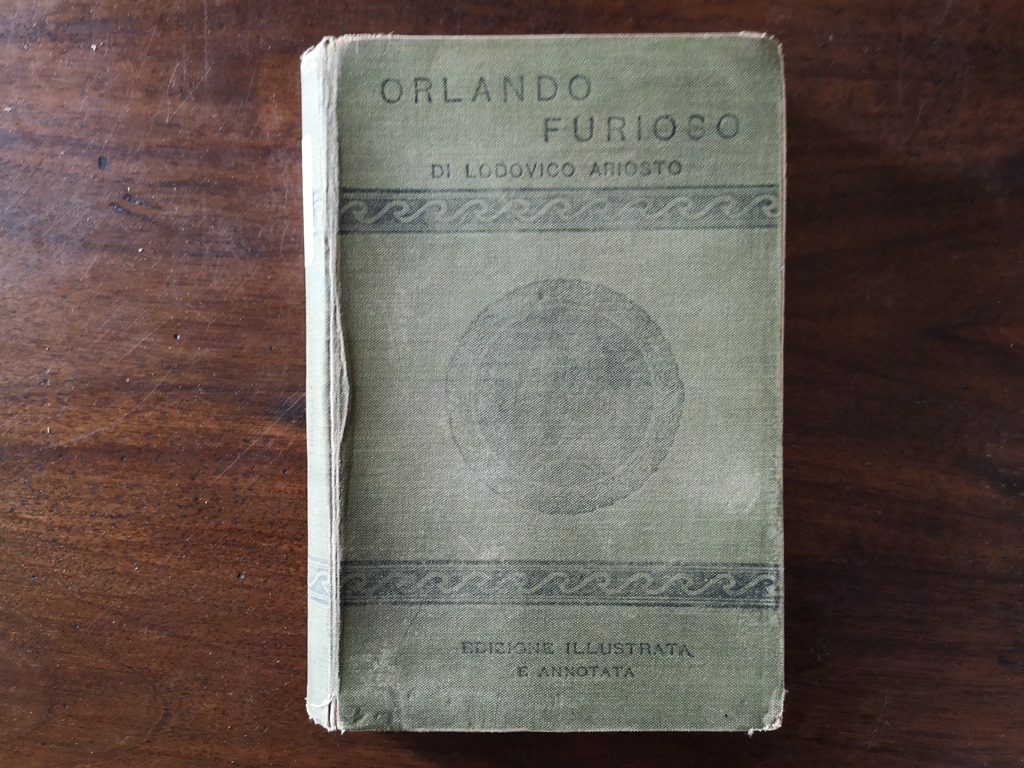 ORLANDO
FURIOSO
DI LODOVICO ARIOSTO
EDIZIONE ILLUSTRATA
E ANNOTATA